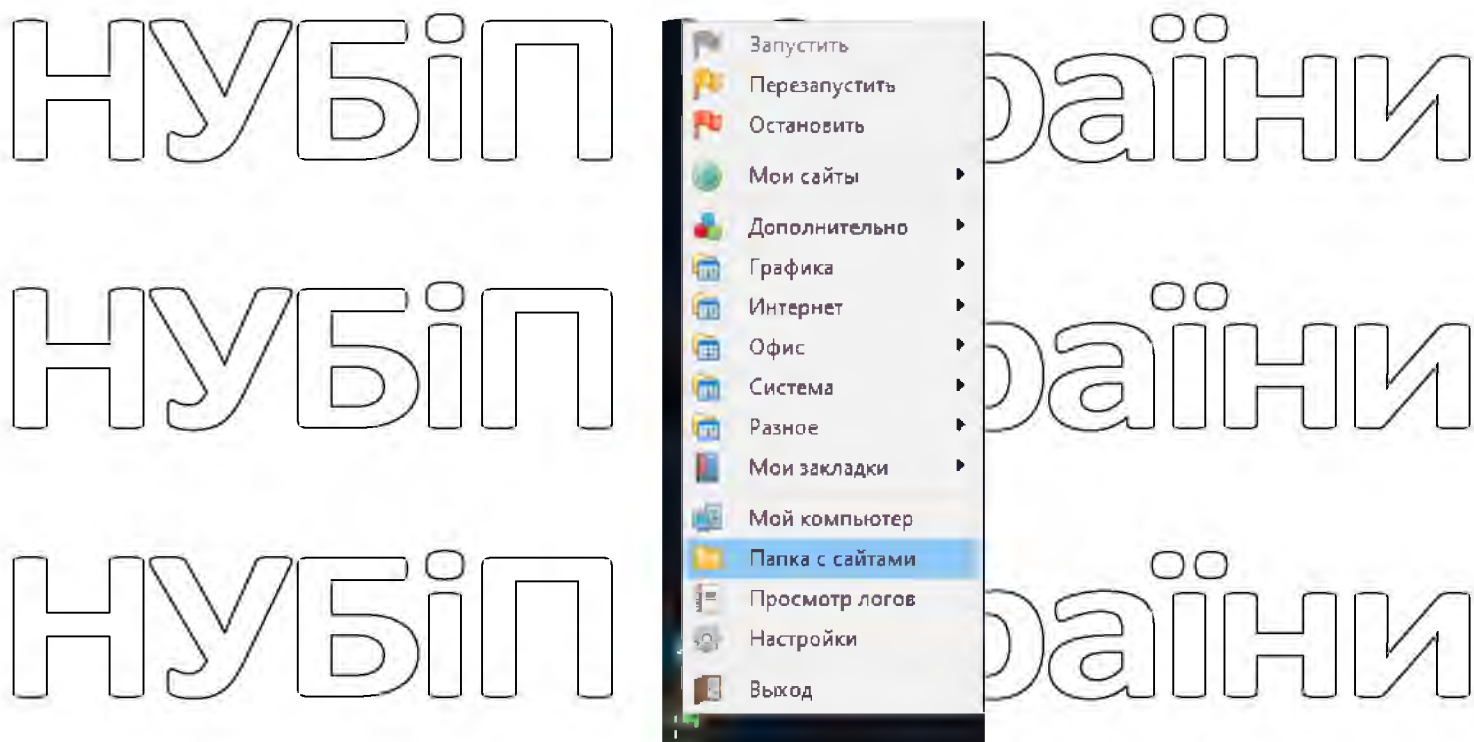 НУБіП
НУБіП
НУБіП
Запустить
Перезапустить
Остановить
Мои сайты
Дополнительно
Графика
Интернет
Офис
Система
Разное
Мои закладки
Мой компьютер
Папка с сайтами
Просмотр логов
Настройки
Выход
раїни
раїни
раїни